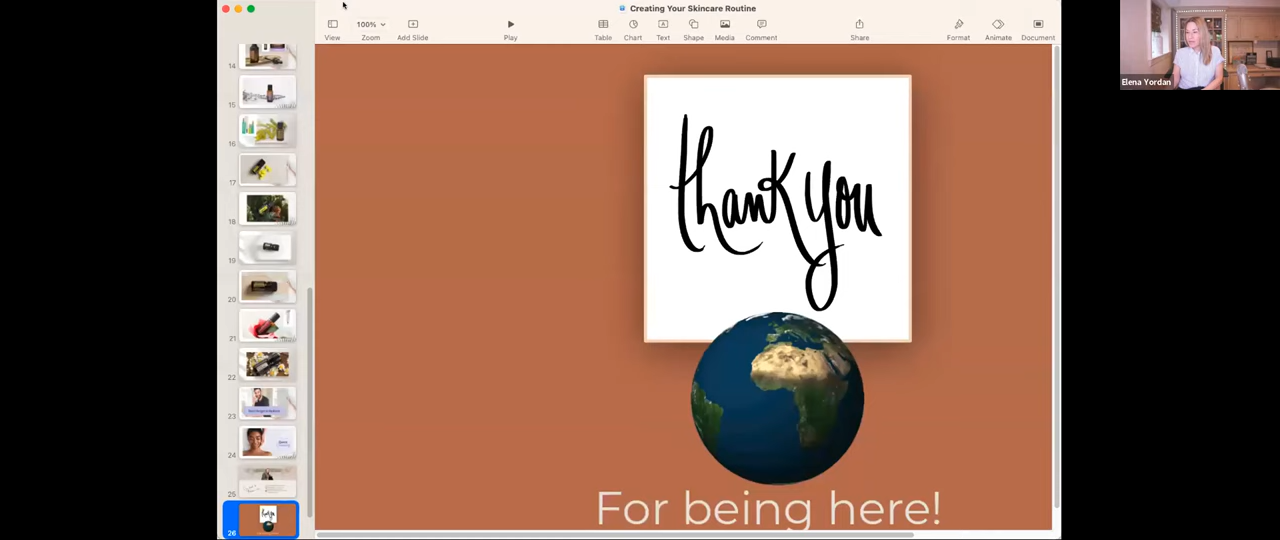 Creating Your Skincare Routine
100%
View
Zoom
Add Slide
Play
Table
Chart
Text
Shape
Media
Comment
Share
Format
Animate
Document
Elena Yordan
14
15
16
17
18
19
20
21
22
23
24
25
26
thank you
For being here!